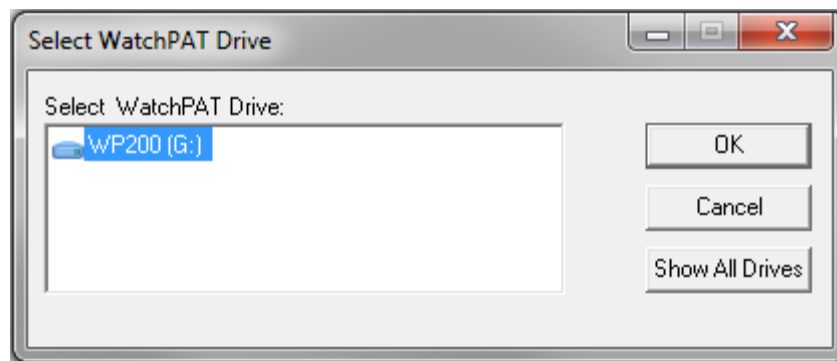 Select WatchPAT Drive
Select WatchPAT Drive:
WP200 (G:)
OK
Cancel
Show All Drives